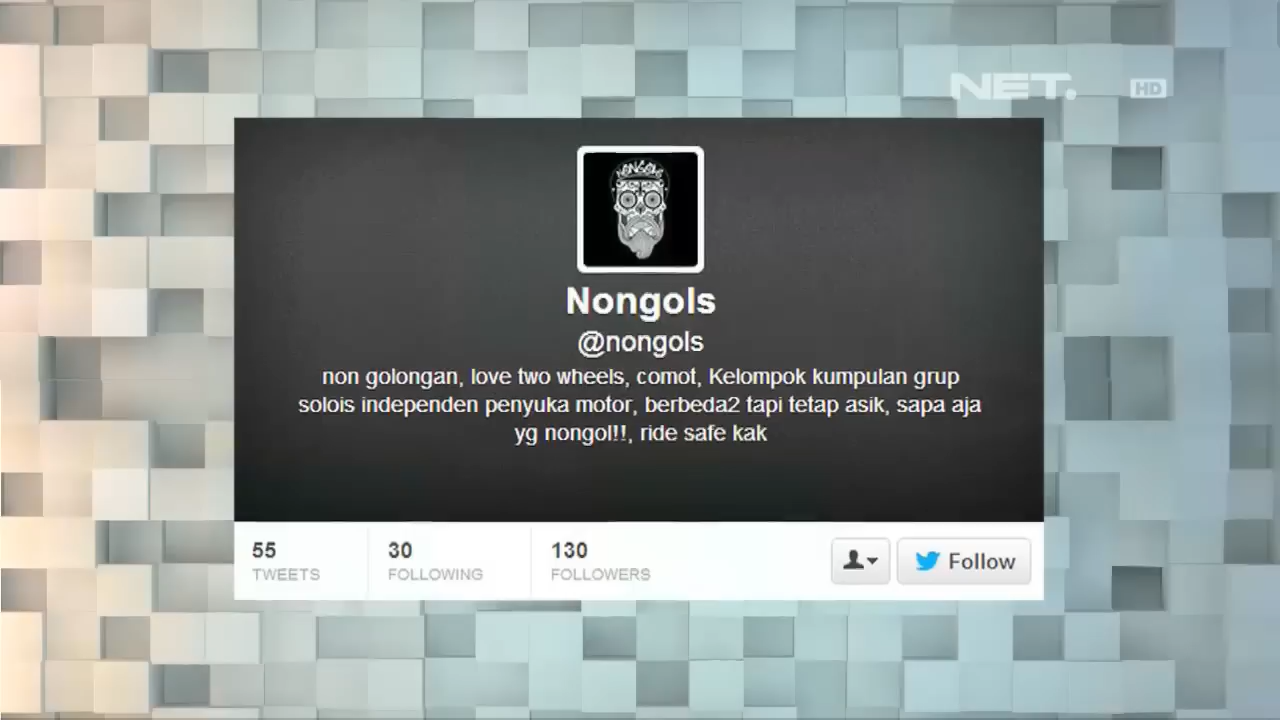 NET. HD
NONGOLS
Nongols
@nongols
non golongan, love two wheels, comot, Kelompok kumpulan grup
solois independen penyuka motor, berbeda2 tapi tetap asik, sapa aja
yg nongol!!, ride safe kak
55 30 130
TWEETS FOLLOWING FOLLOWERS
Follow